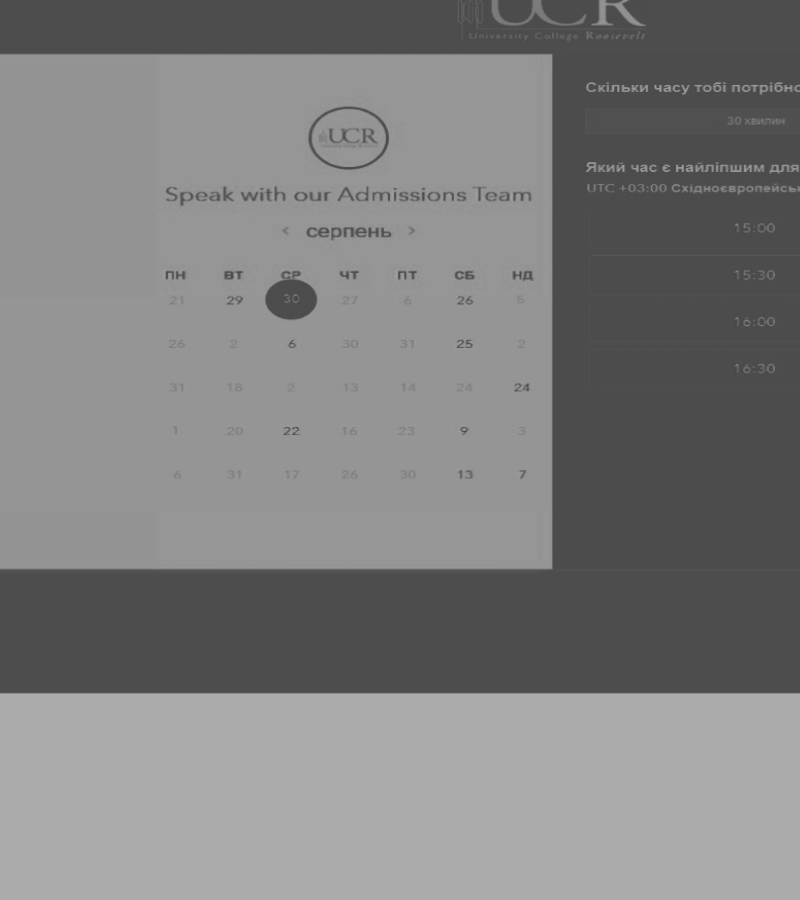 UCR
University College Roosevelt
UCR
Speak with our Admissions Team
< серпень >
ПН ВТ СР ЧТ ПТ СБ НД
21 29 30 27 6 26 5
26 2 6 30 31 25 2
31 18 2 13 14 24 24
1 20 22 16 23 9 3
6 31 17 26 30 13 7
Скільки часу тобі потрібно
30 хвилин
Який час є найліпшим для
UTC +03:00 Східноєвропейськ
15:00
15:30
16:00
16:30